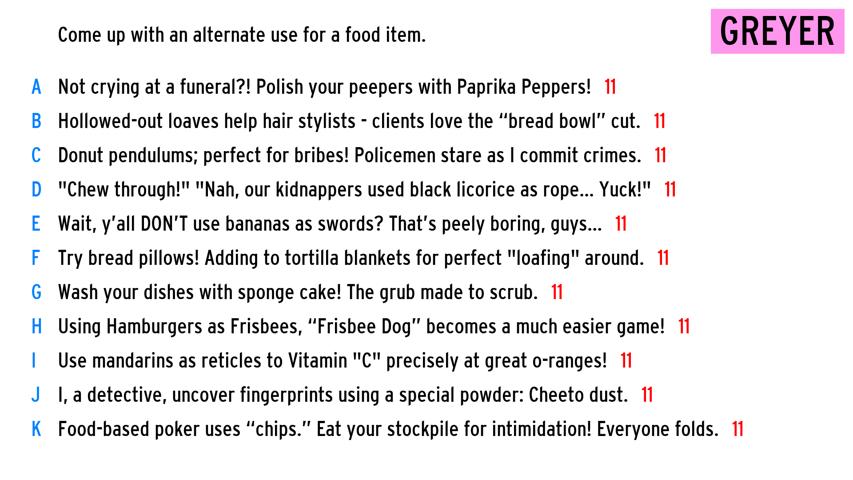 Come up with an alternate use for a food item.
GREYER
A Not crying at a funeral?! Polish your peepers with Paprika Peppers! 11
B Hollowed-out loaves help hair stylists - clients love the “bread bowl” cut. 11
C Donut pendulums; perfect for bribes! Policemen stare as I commit crimes. 11
D "Chew through!" "Nah, our kidnappers used black licorice as rope... Yuck!" 11
E Wait, y’all DON’T use bananas as swords? That’s peely boring, guys... 11
F Try bread pillows! Adding to tortilla blankets for perfect "loafing" around. 11
G Wash your dishes with sponge cake! The grub made to scrub. 11
H Using Hamburgers as Frisbees, “Frisbee Dog” becomes a much easier game! 11
I Use mandarins as reticles to Vitamin "C" precisely at great o-ranges! 11
J I, a detective, uncover fingerprints using a special powder: Cheeto dust. 11
K Food-based poker uses “chips.” Eat your stockpile for intimidation! Everyone folds. 11